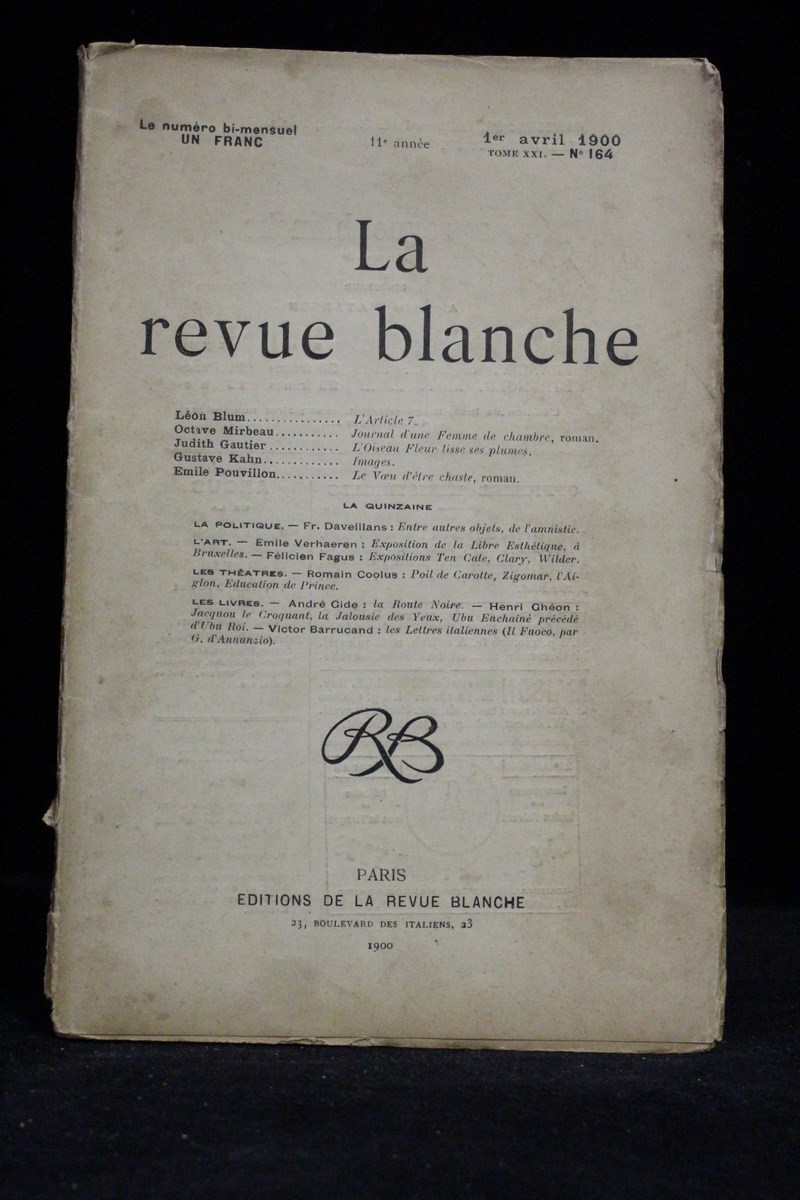 Le numéro bi-mensuel
UN FRANC
11e année
1er avril 1900
TOME XXI. — No 164
La
revue blanche
Léon Blum................ L'Article 7.
Octave Mirbeau........... Journal d'une Femme de chambre, roman.
Judith Gautier ............ L'Oiseau Fleur lisse ses plumes.
Gustave Kahn............. Images.
Emile Pouvillon........... Le Vœu d'être chaste, roman.
LA QUINZAINE
LA POLITIQUE. — Fr. Daveillans : Entre autres objets, de l'amnistie.
L'ART. — Emile Verhaeren : Exposition de la Libre Esthétique, à
Bruxelles. — Félicien Fagus : Expositions Ten Cate, Clary, Wilder.
LES THÉATRES. — Romain Coolus : Poil de Carotte, Zigomar, l'Ai-
glon, Education de Prince.
LES LIVRES. — André Gide : la Route Noire. — Henri Ghéon :
Jacquou le Croquant, la Jalousie des Yeux, Ubu Enchaîné précédé
d'Ubu Roi. — Victor Barrucand : les Lettres italiennes (Il Fuoco, par
G. d'Annunzio).
RB
PARIS
EDITIONS DE LA REVUE BLANCHE
23, BOULEVARD DES ITALIENS, 23
1900